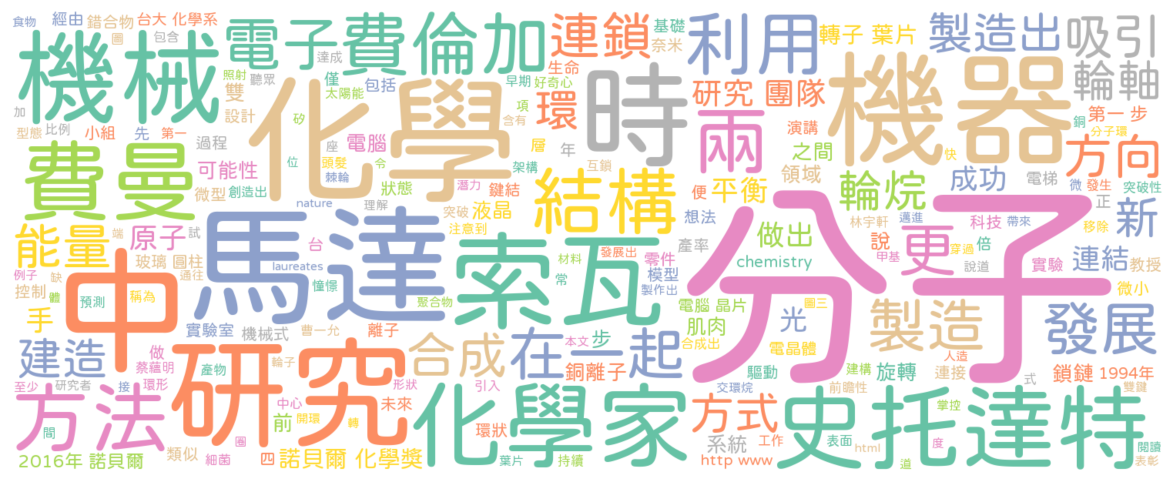 食物 經由 錯合物 台大 化學系
圖 包含
機械 電子 費倫加 連鎖 基礎 奈米 利用 轉子 葉片 製造出 吸引
達成 生命
照射 聽眾 僅 早期 好奇心
化學 時 機器 輪軸
加 雙 太陽能 包括 環 研究 團隊
型態 比例 小組 先 第一 設計 矽 項 含有 兩 演講 銅 第一 步
分子環
費曼 過程 座 電腦 層 年 之間 方向
可能性 位 頭髮 令 架構 互鎖 快
微型 創造出 棘輪 狀態 潛力 鍵結 結構 便 平衡 領域 輪烷 成功 電梯 微 發生 突破性
nature 理解 突破 液晶 注意到 想法 林宇軒 邁進 正 新
能量 原子 試 馬達 台 索瓦 發展出 產率 做出 說 倍 科技 帶來 移除
端 分子 更 穿過
中 玻璃 圓柱 laureates 材料 零件 chemistry 甲基 實驗 連結 教授
例子 缺 通往 憧憬 常 模型 說道
控制 體 預測 稱為 聚合物 製作出 微小
手 實驗室 機械式 曹一允 離子 電腦 晶片 圖三 製造 發展
肌肉 光
建造 做 研究 輪子 合成 在一起 本文 步 合成出 電晶體 人造
蔡蘊明 產物 形狀 銅離子 驅動 建構 旋轉 連接 式 鎖鏈 1994年
至少 研究者 接 環形 引入 交環烷 前瞻性 雙鍵
方法 中心 未來 化學家 方式 史托達特 掌控
前 開環 轉 環狀
類似 圈 系統 工作 表面 度 閱讀
2016年 諾貝爾 細菌 四 諾貝爾 化學獎 葉片 持續 http www html 道 表彰
閥